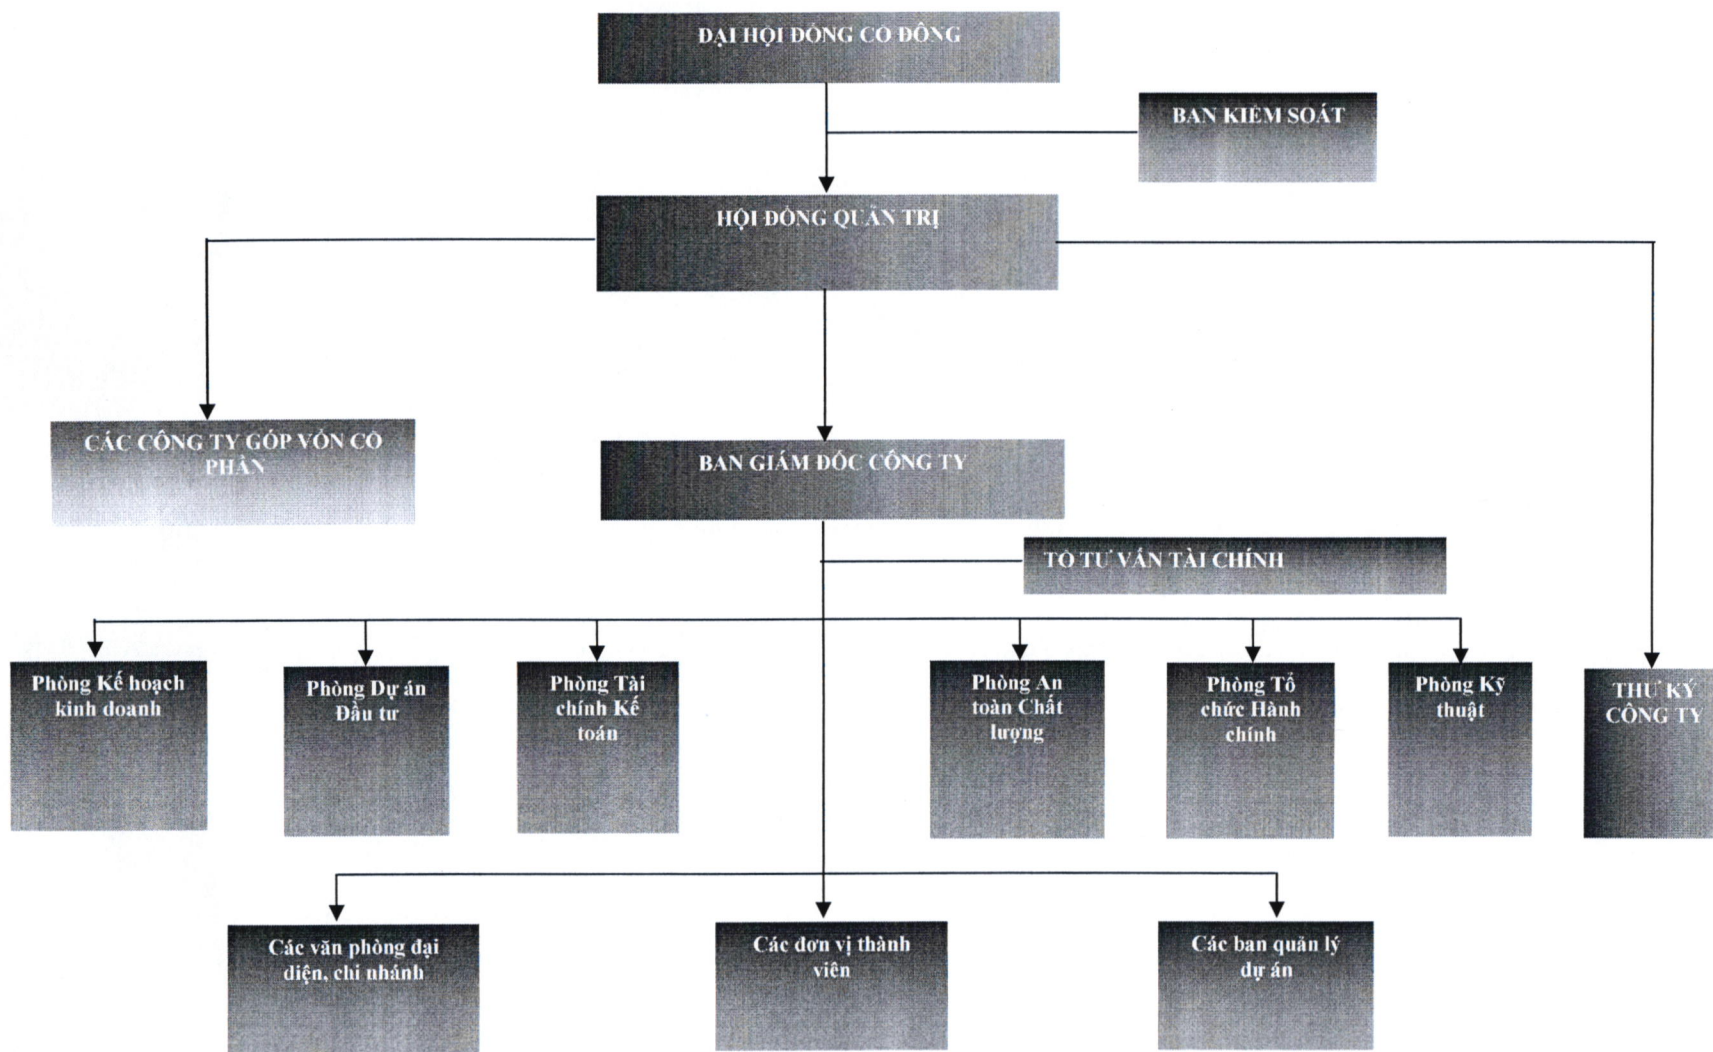 ĐẠI HỘI ĐỒNG CỔ ĐÔNG
BAN KIỂM SOÁT
HỘI ĐỒNG QUẢN TRỊ
CÁC CÔNG TY GÓP VỐN CỔ
PHẦN
BAN GIÁM ĐỐC CÔNG TY
TỔ TƯ VẤN TÀI CHÍNH
Phòng Kế hoạch
kinh doanh
Phòng Dự án
Đầu tư
Phòng Tài
chính Kế
toán
Phòng An
toàn Chất
lượng
Phòng Tổ
chức Hành
chính
Phòng Kỹ
thuật
THƯ KÝ
CÔNG TY
Các văn phòng đại
diện, chi nhánh
Các đơn vị thành
viên
Các ban quản lý
dự án